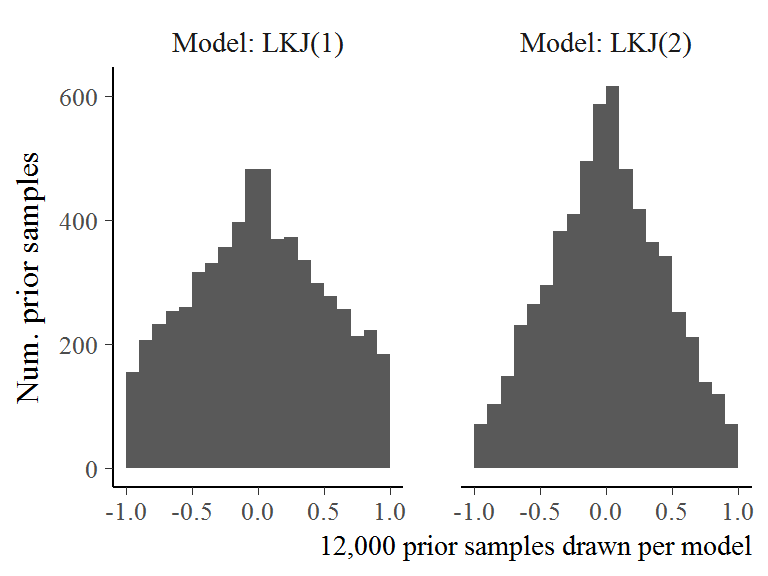 Model: LKJ(1)
Model: LKJ(2)
Num. prior samples
600
400
200
0
-1.0 -0.5 0.0 0.5 1.0
-1.0 -0.5 0.0 0.5 1.0
12,000 prior samples drawn per model